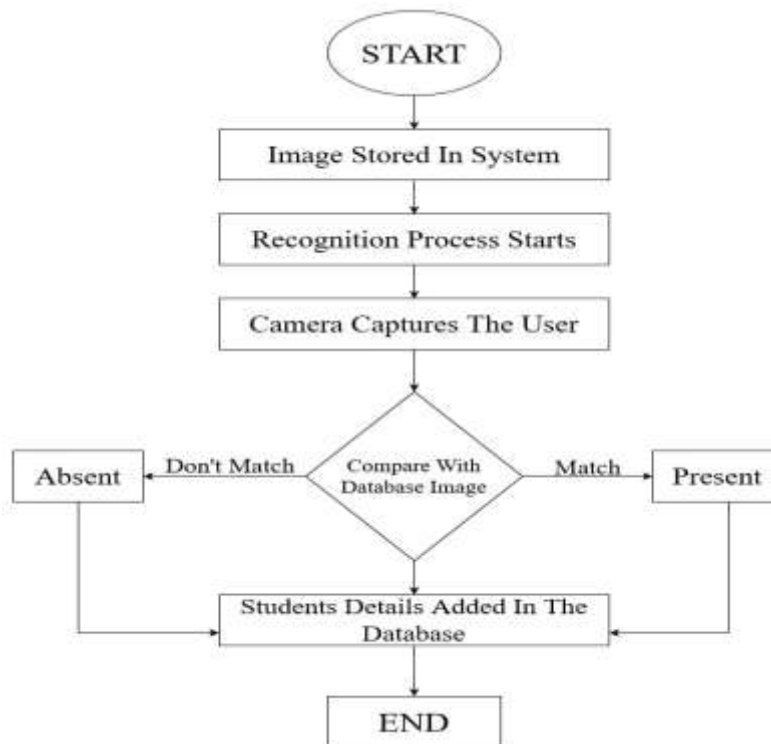 START
Image Stored In System
Recognition Process Starts
Camera Captures The User
Don't Match
Compare With
Database Image
Match
Absent
Present
Students Details Added In The
Database
END